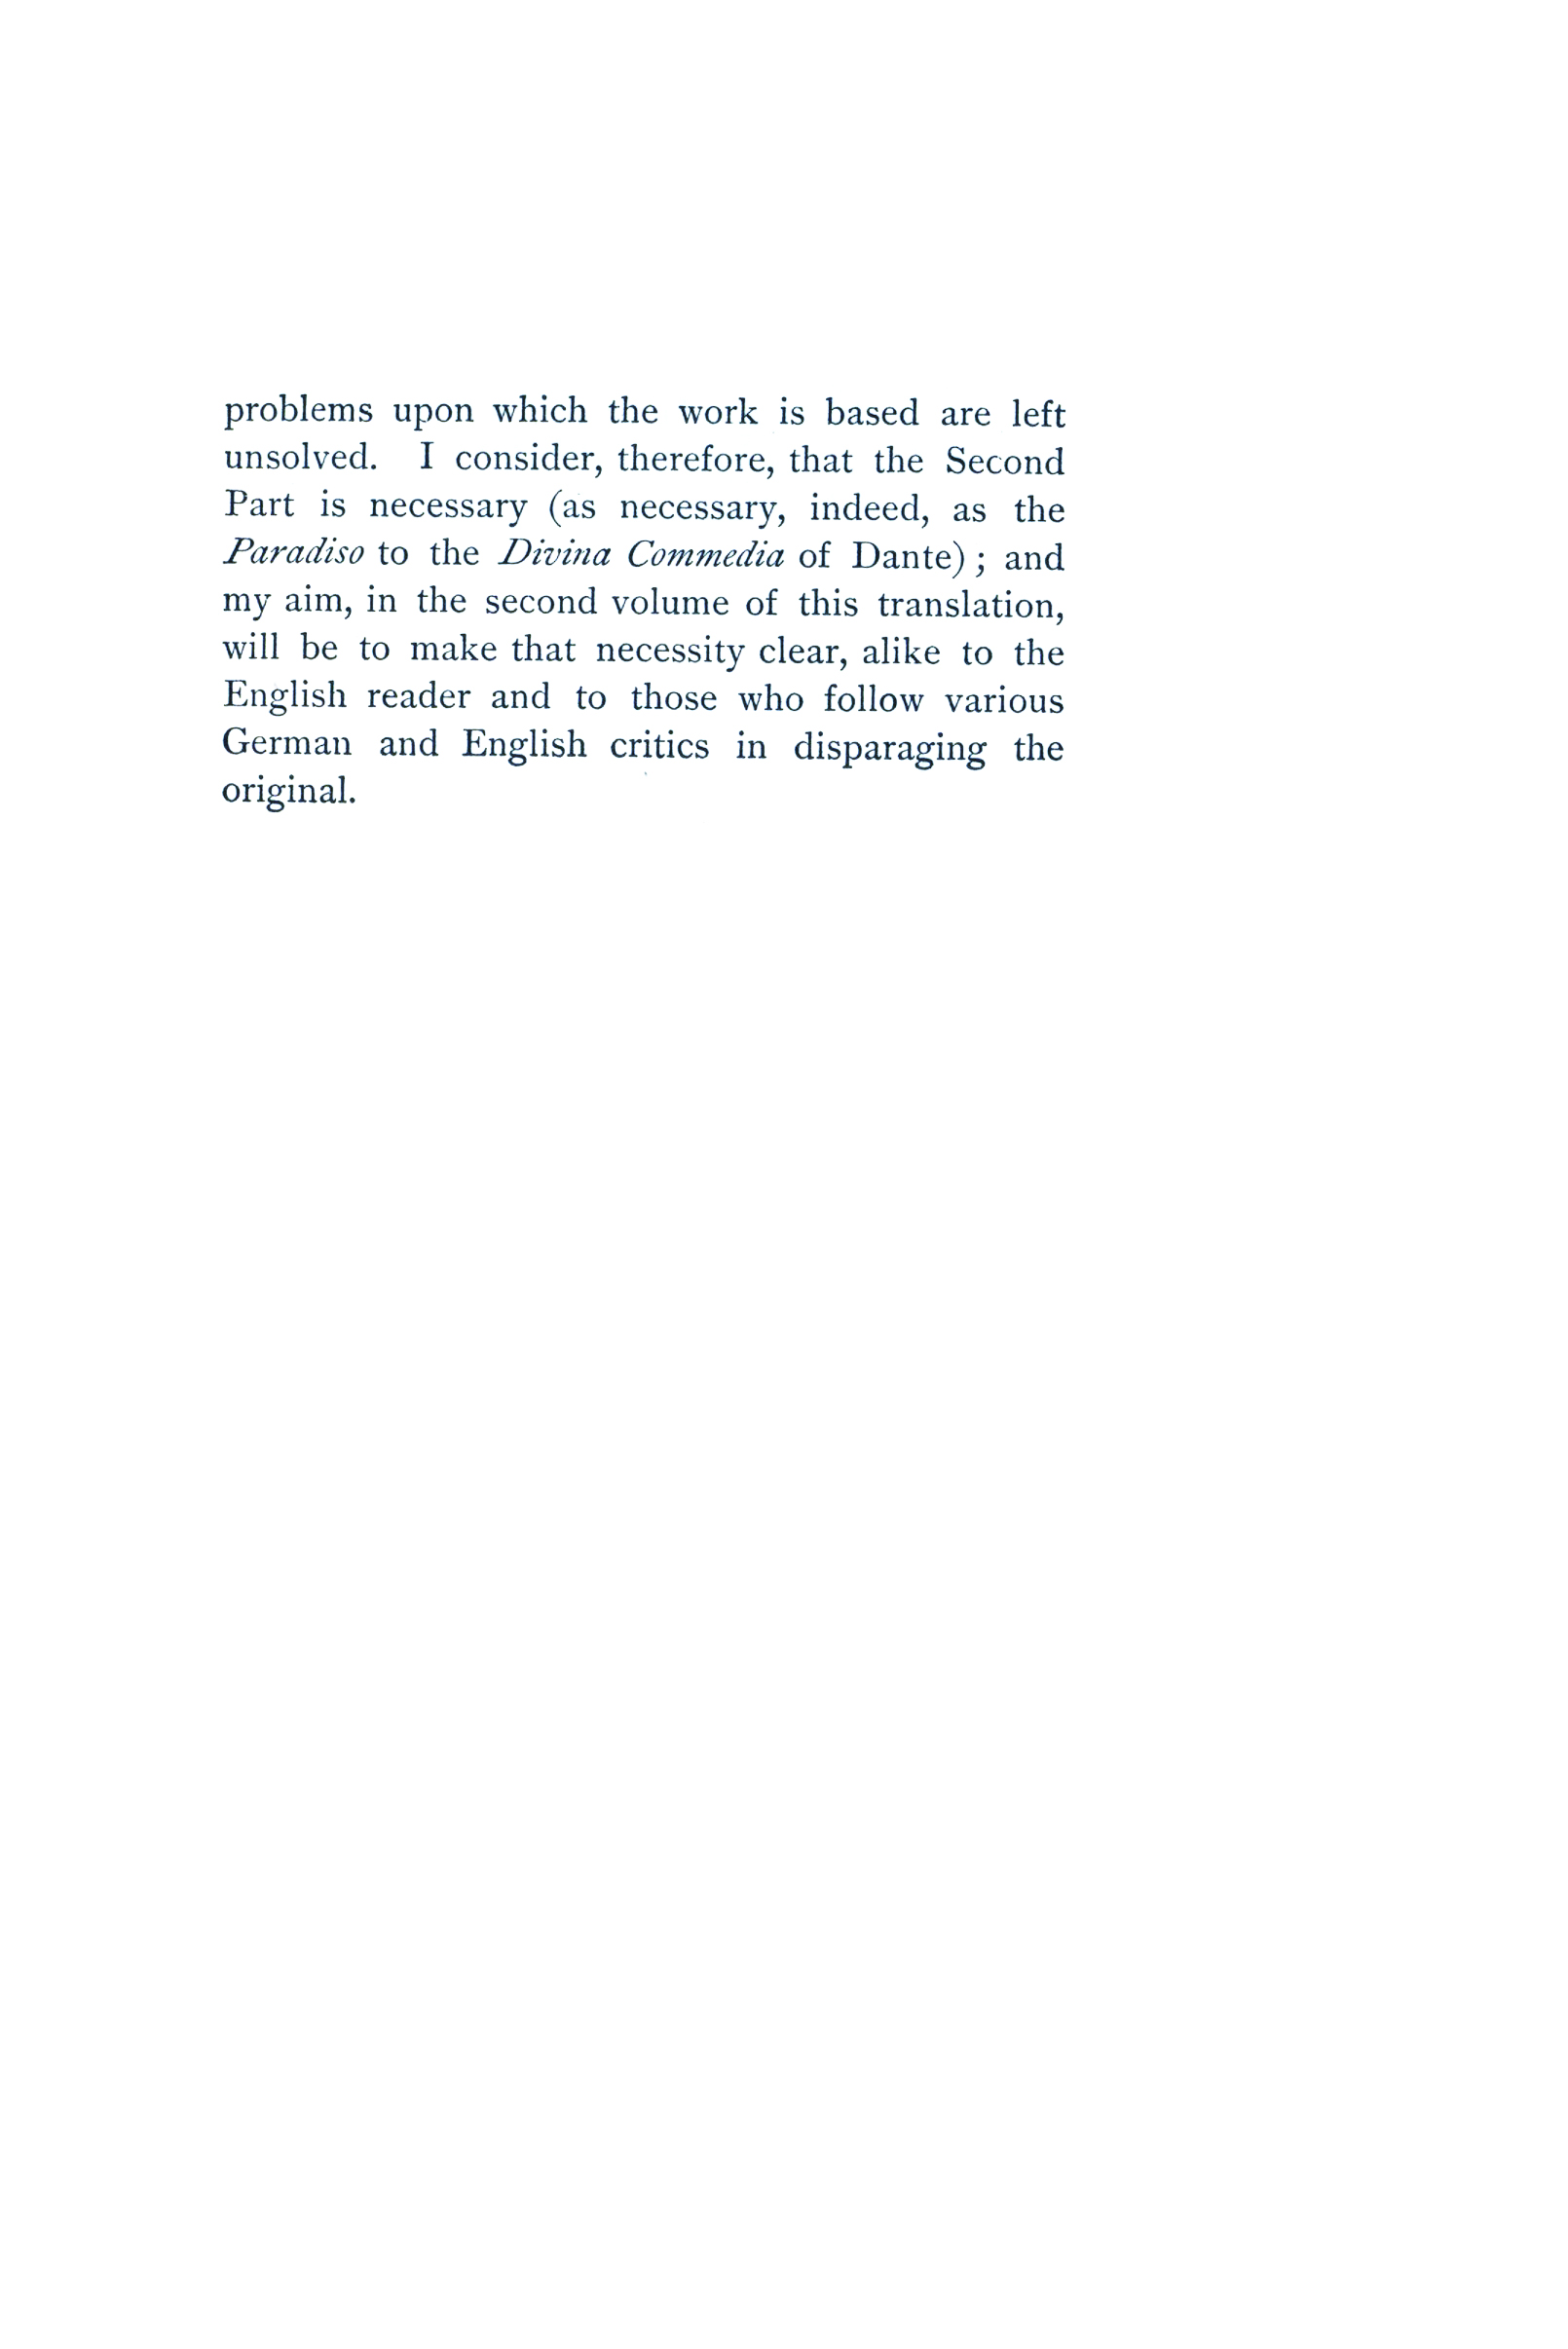 problems upon which the work is based are left
unsolved. I consider, therefore, that the Second
Part is necessary (as necessary, indeed, as the
Paradiso to the Divina Commedia of Dante) ; and
my aim, in the second volume of this translation,
will be to make that necessity clear, alike to the
English reader and to those who follow various
German and English critics in disparaging the
original.